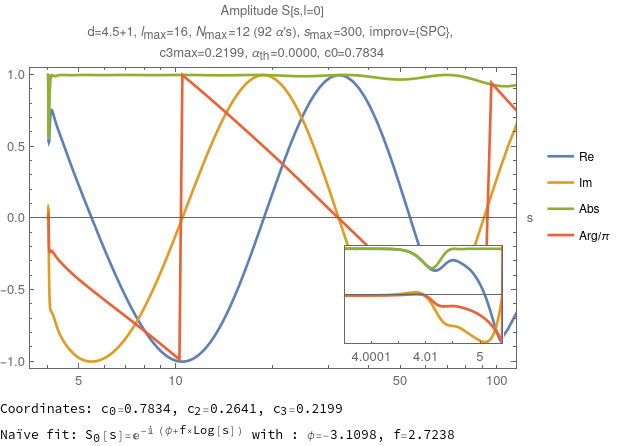 Amplitude S[s,l=0]
d=4.5+1, lmax=16, Nmax=12 (92 α's), smax=300, improv={SPC},
c3max=0.2199, αth=0.0000, c0=0.7834
1.0
0.5
0.0
-0.5
-1.0
5
10
50
100
s
4.0001
4.01
5
Re
Im
Abs
Arg/π
Coordinates: c₀=0.7834, c₂=0.2641, c₃=0.2199
Naïve fit: S₀[s]=e^-i (ϕ+f×Log[s]) with : ϕ=-3.1098, f=2.7238